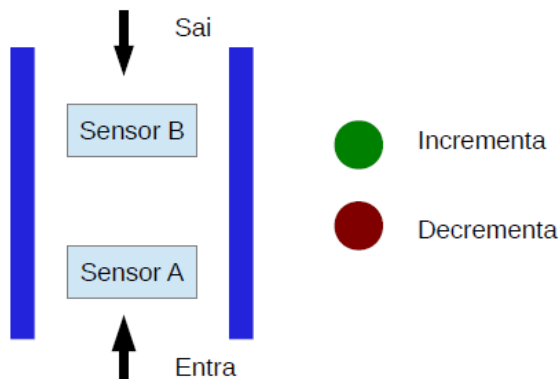 Sai
Sensor B
Incrementa
Decrementa
Sensor A
Entra